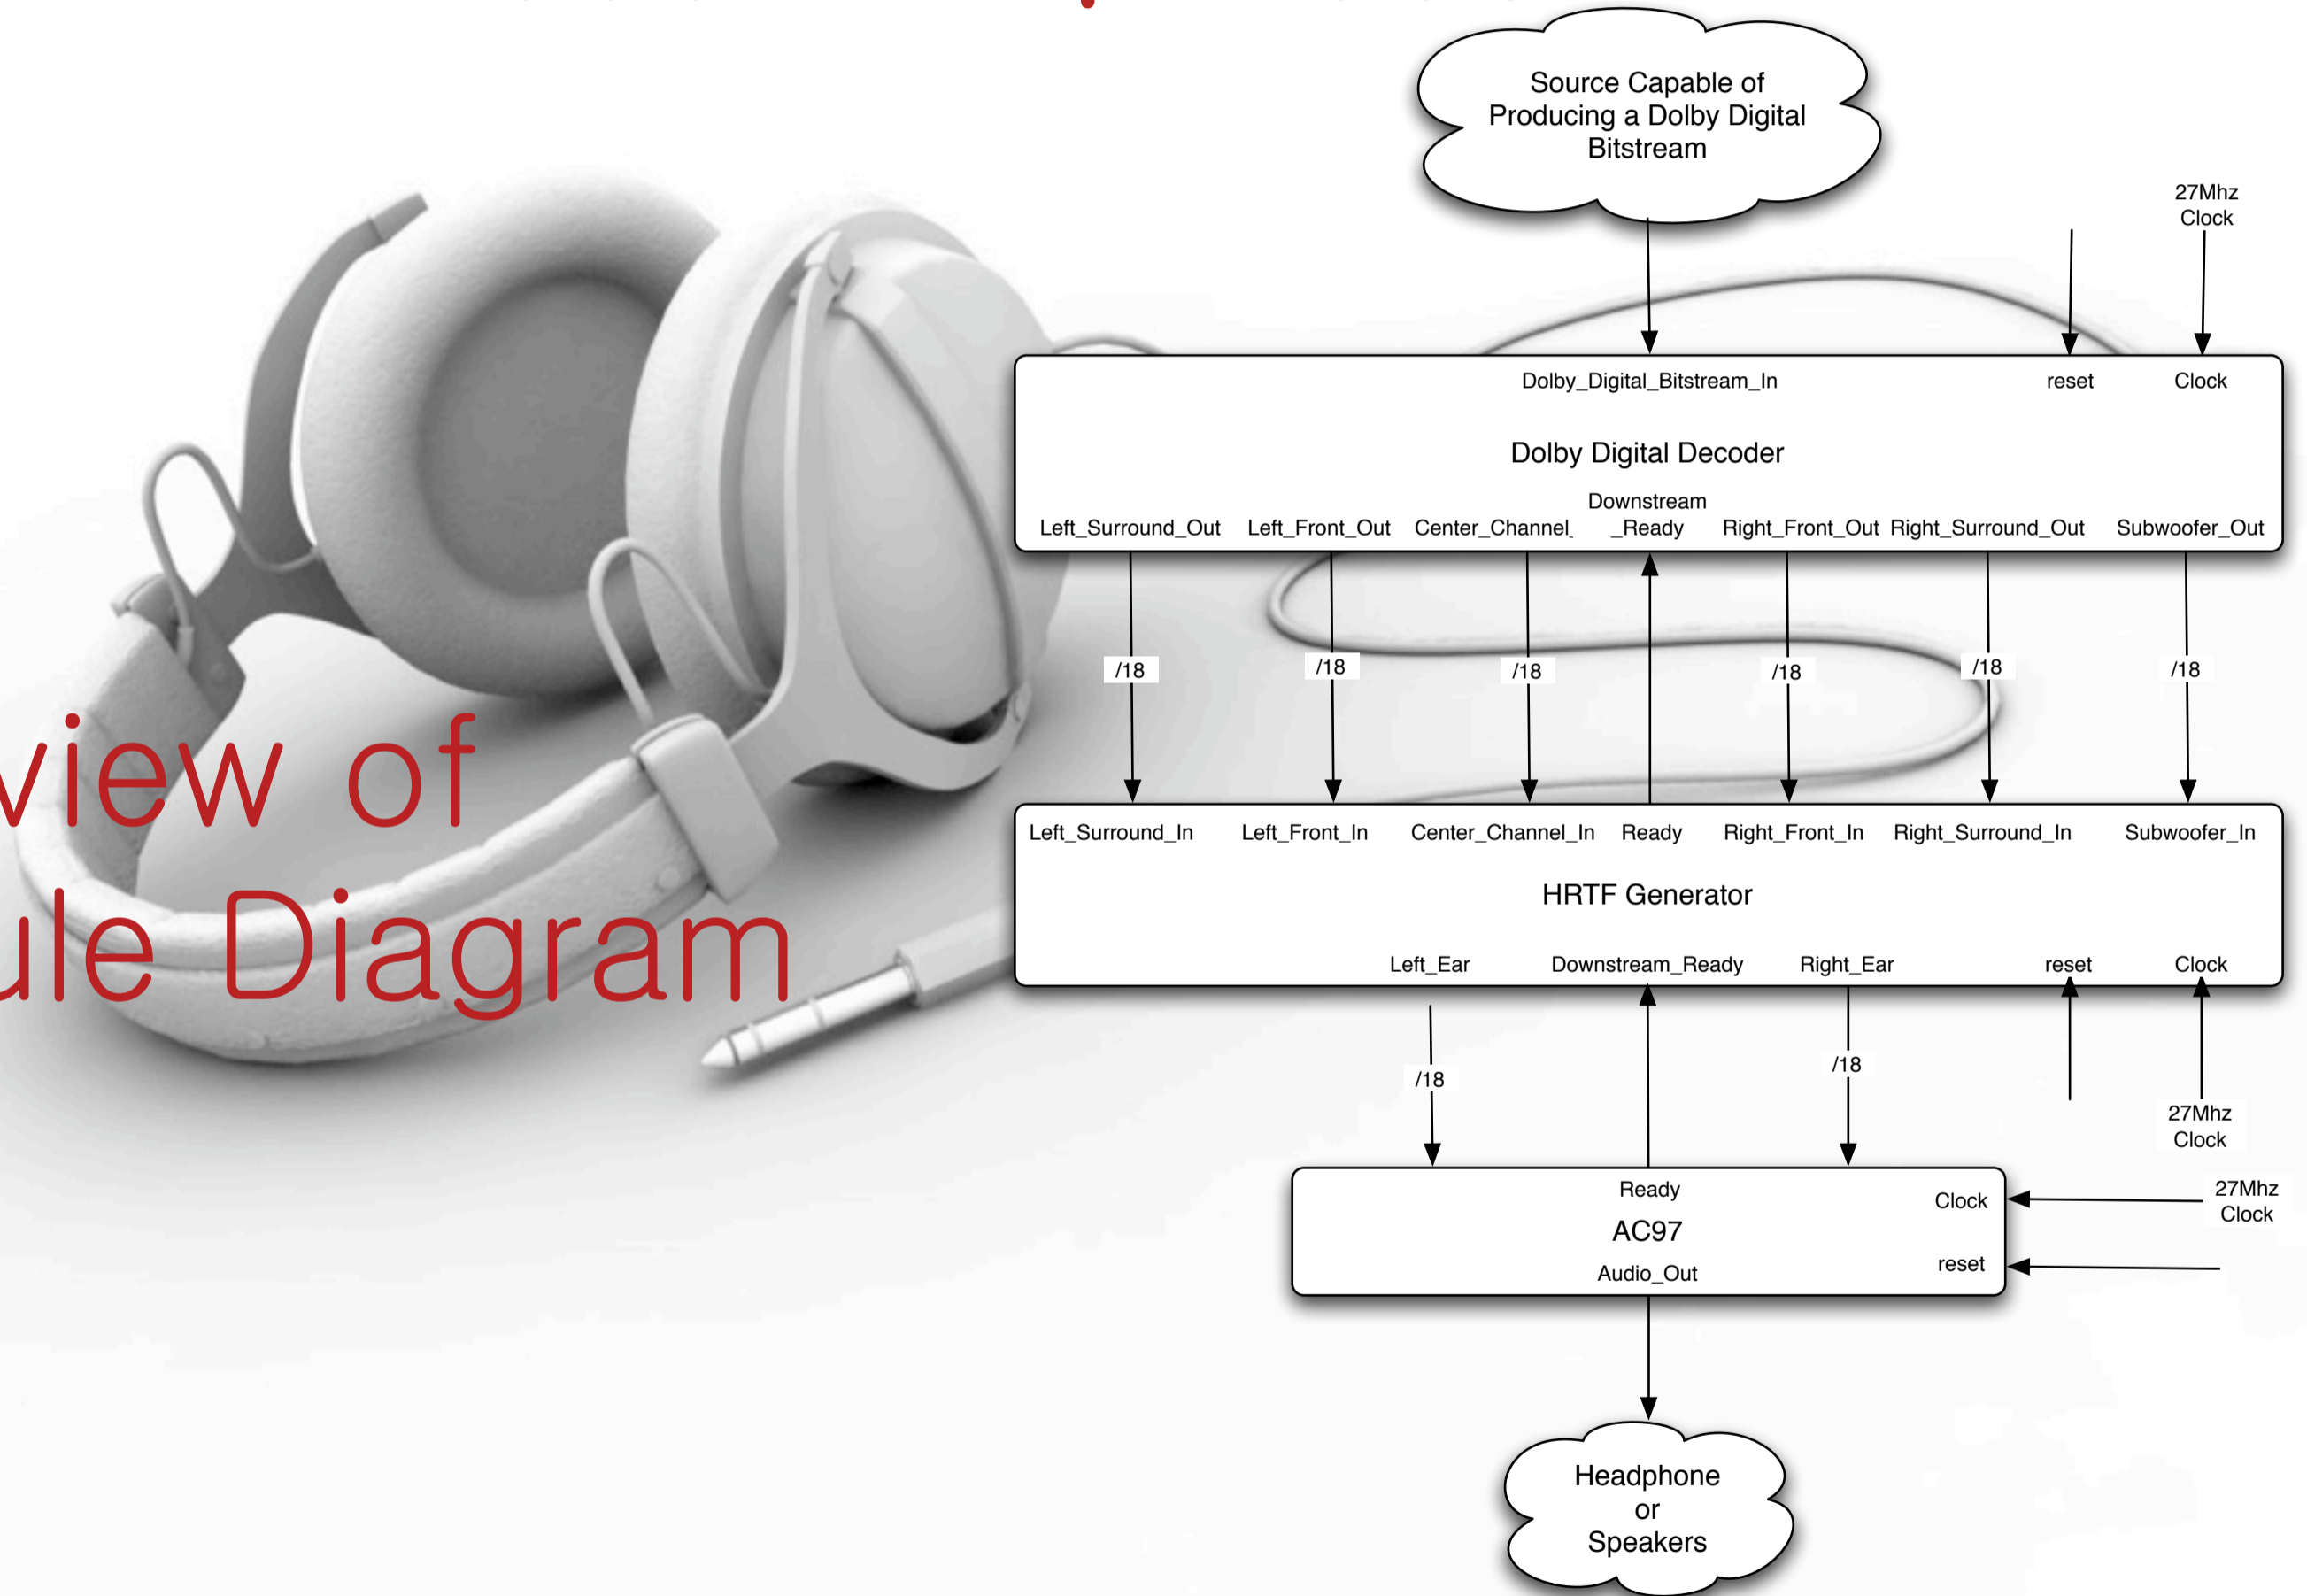 Source Capable of
Producing a Dolby Digital
Bitstream
27Mhz
Clock
Dolby_Digital_Bitstream_In reset Clock
Dolby Digital Decoder
Downstream
Left_Surround_Out Left_Front_Out Center_Channel_ _Ready Right_Front_Out Right_Surround_Out Subwoofer_Out
/18 /18 /18 /18 /18 /18
view of
ule Diagram
Left_Surround_In Left_Front_In Center_Channel_In Ready Right_Front_In Right_Surround_In Subwoofer_In
HRTF Generator
Left_Ear Downstream_Ready Right_Ear reset Clock
/18 /18
27Mhz
Clock
Ready
AC97
Audio_Out
Clock
reset
27Mhz
Clock
Headphone
or
Speakers